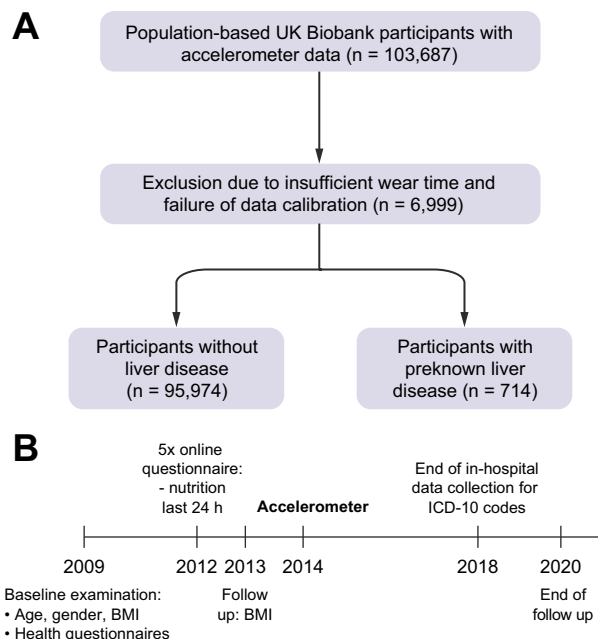 A
Population-based UK Biobank participants with
accelerometer data (n = 103,687)
Exclusion due to insufficient wear time and
failure of data calibration (n = 6,999)
Participants without
liver disease
(n = 95,974)
Participants with
preknown liver
disease (n = 714)
B
5x online
questionnaire:
- nutrition
last 24 h
Accelerometer
End of in-hospital
data collection for
ICD-10 codes
2009 2012 2013 2014 2018 2020
Baseline examination:
• Age, gender, BMI
• Health questionnaires
Follow
up: BMI
End of
follow up